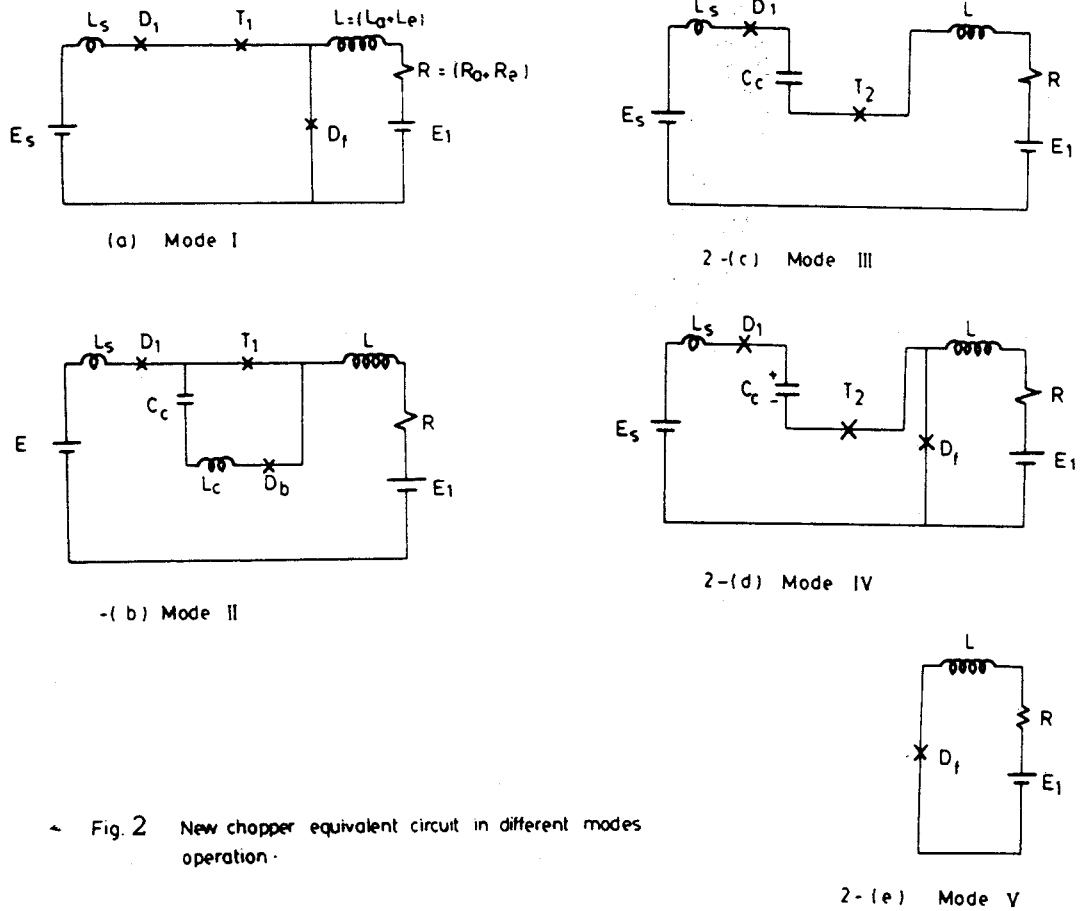 Ls D1 T1 L=(La+Le)
R = (Ra+Re)
Es Df E1
(a) Mode I
Ls D1 L
Cc T2 R
Es E1
2-(c) Mode III
Ls D1 T1 L
Cc R
E
Lc Db E1
-(b) Mode II
Ls D1 L
+
Cc T2 R
-
Es Df E1
2-(d) Mode IV
L
R
Df
E1
Fig. 2 New chopper equivalent circuit in different modes
operation.
2-(e) Mode V